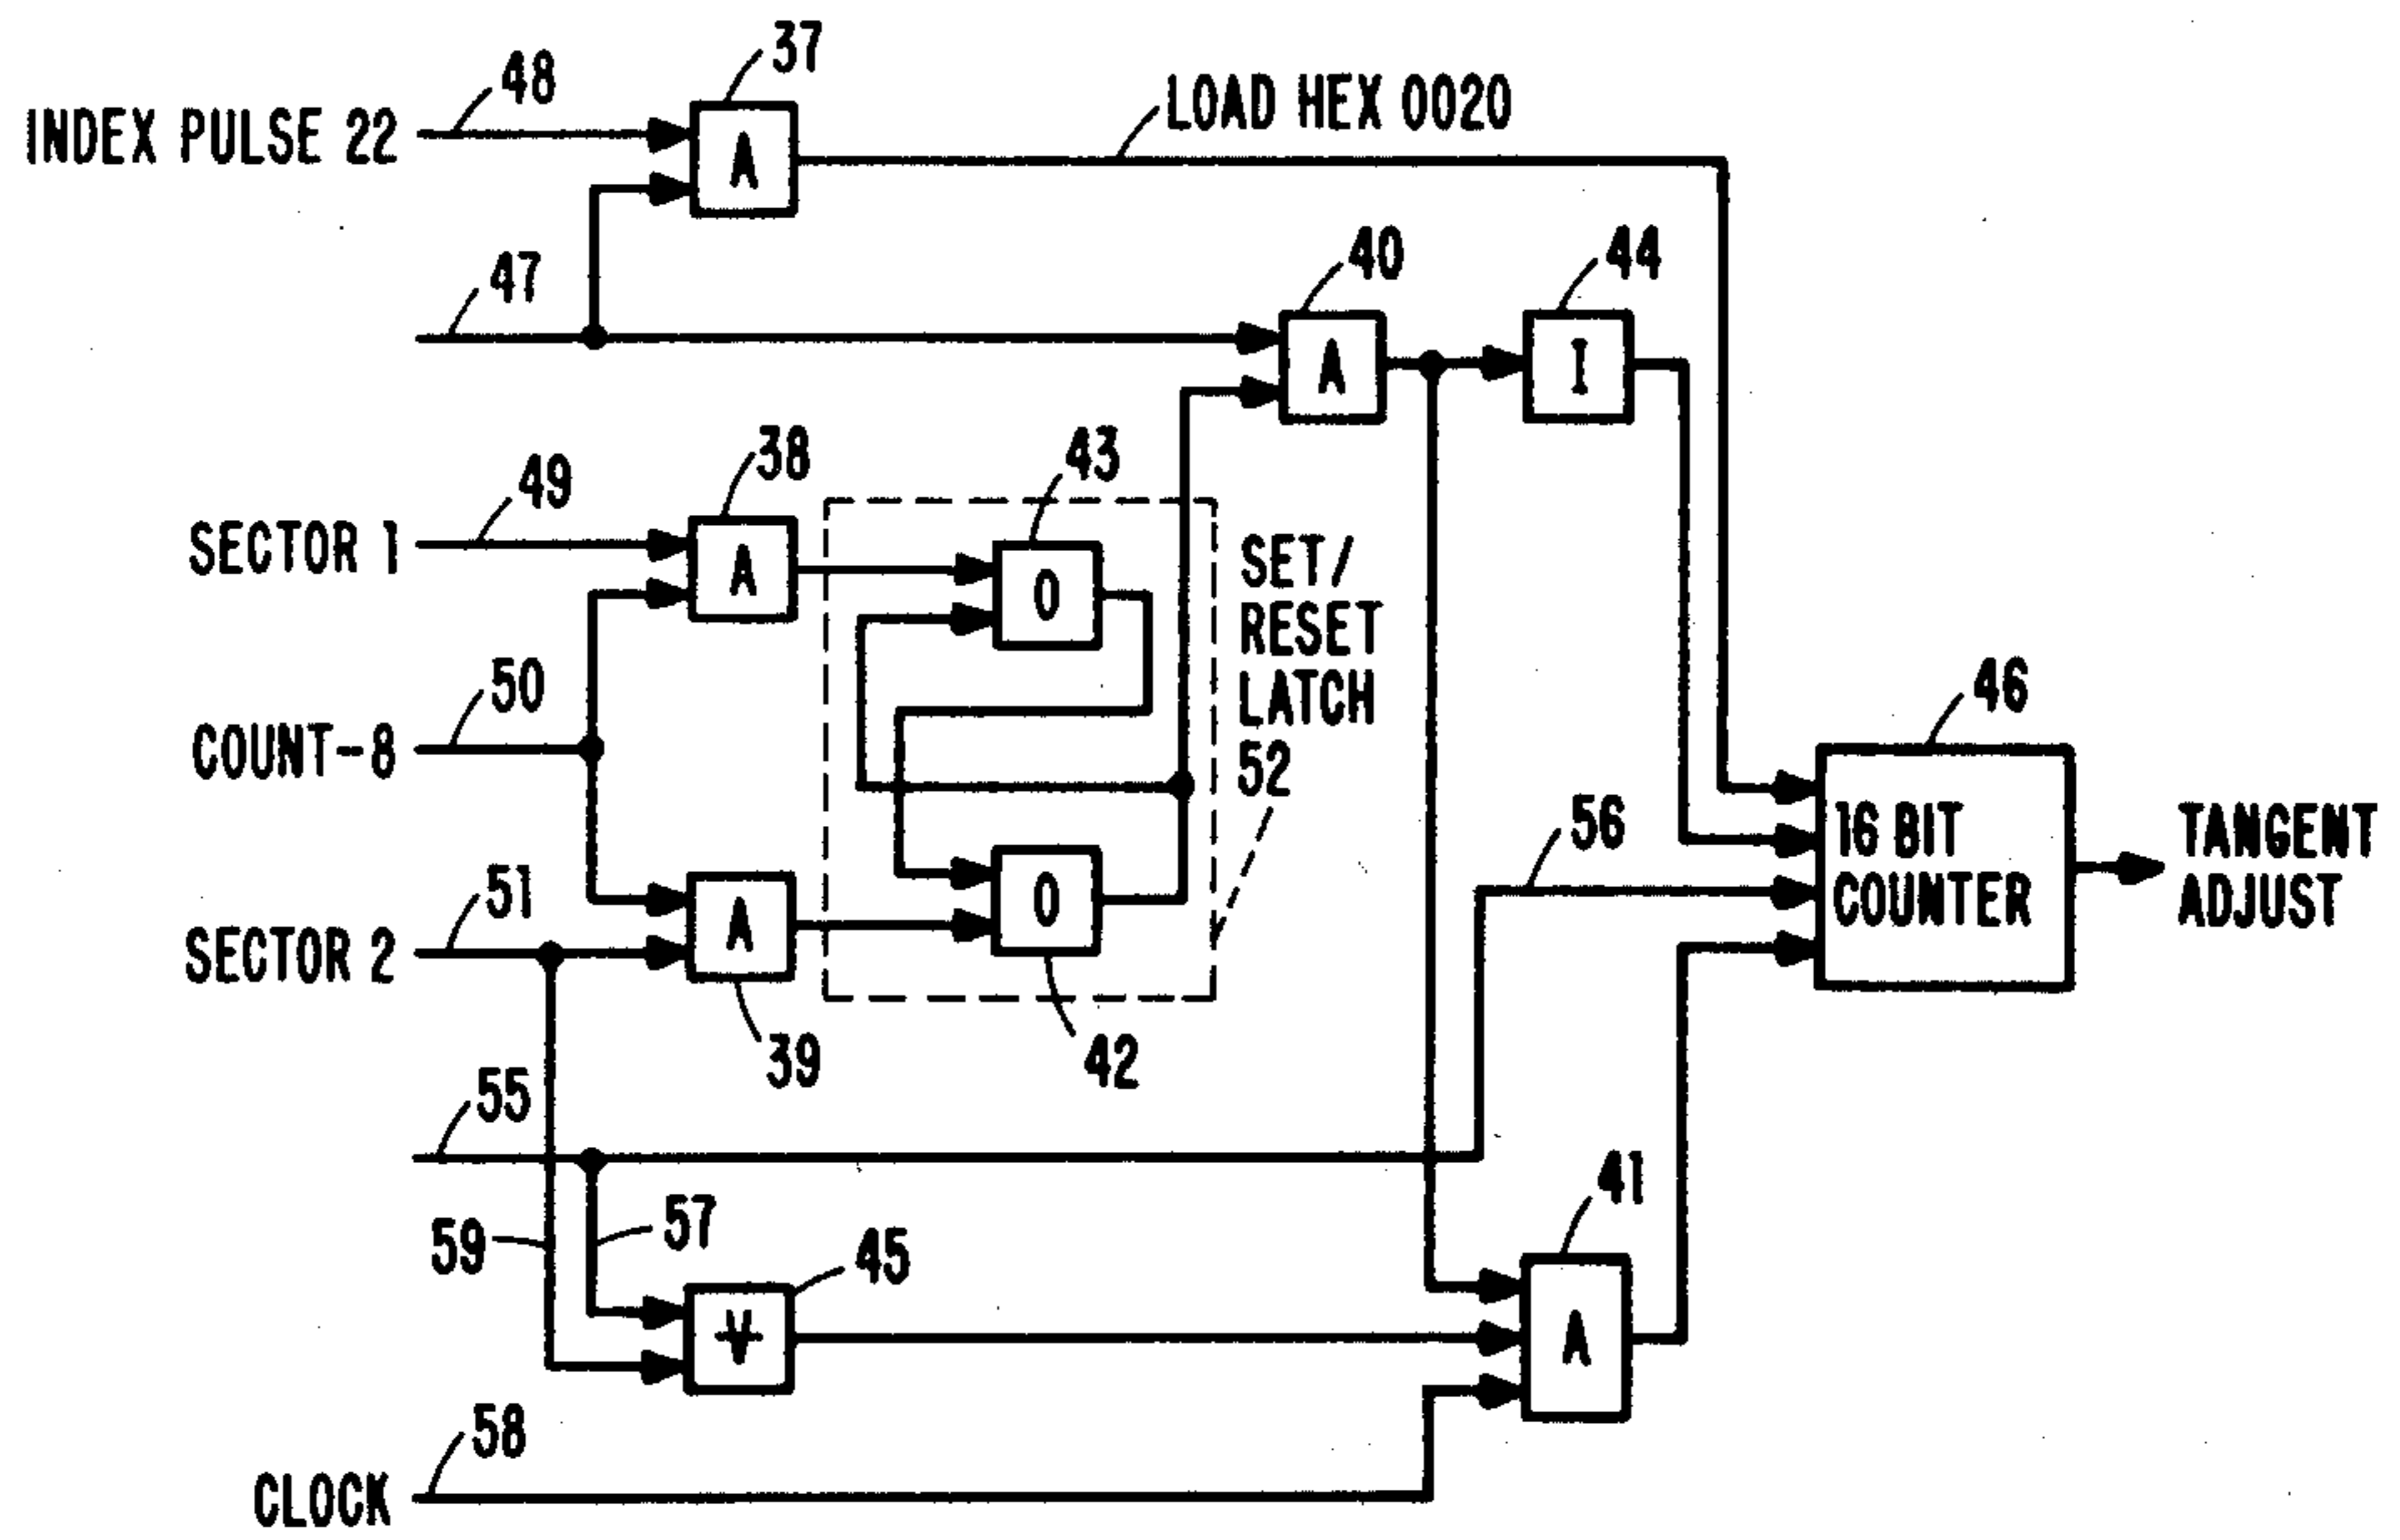 37
48
INDEX PULSE 22
A
LOAD HEX 0020
47
40
44
A
I
49
38
43
SECTOR 1
A
O
SET/
RESET
LATCH
52
50
COUNT-8
46
16 BIT
COUNTER
TANGENT
ADJUST
56
51
SECTOR 2
A
O
39
42
55
59
57
45
41
∀
A
58
CLOCK